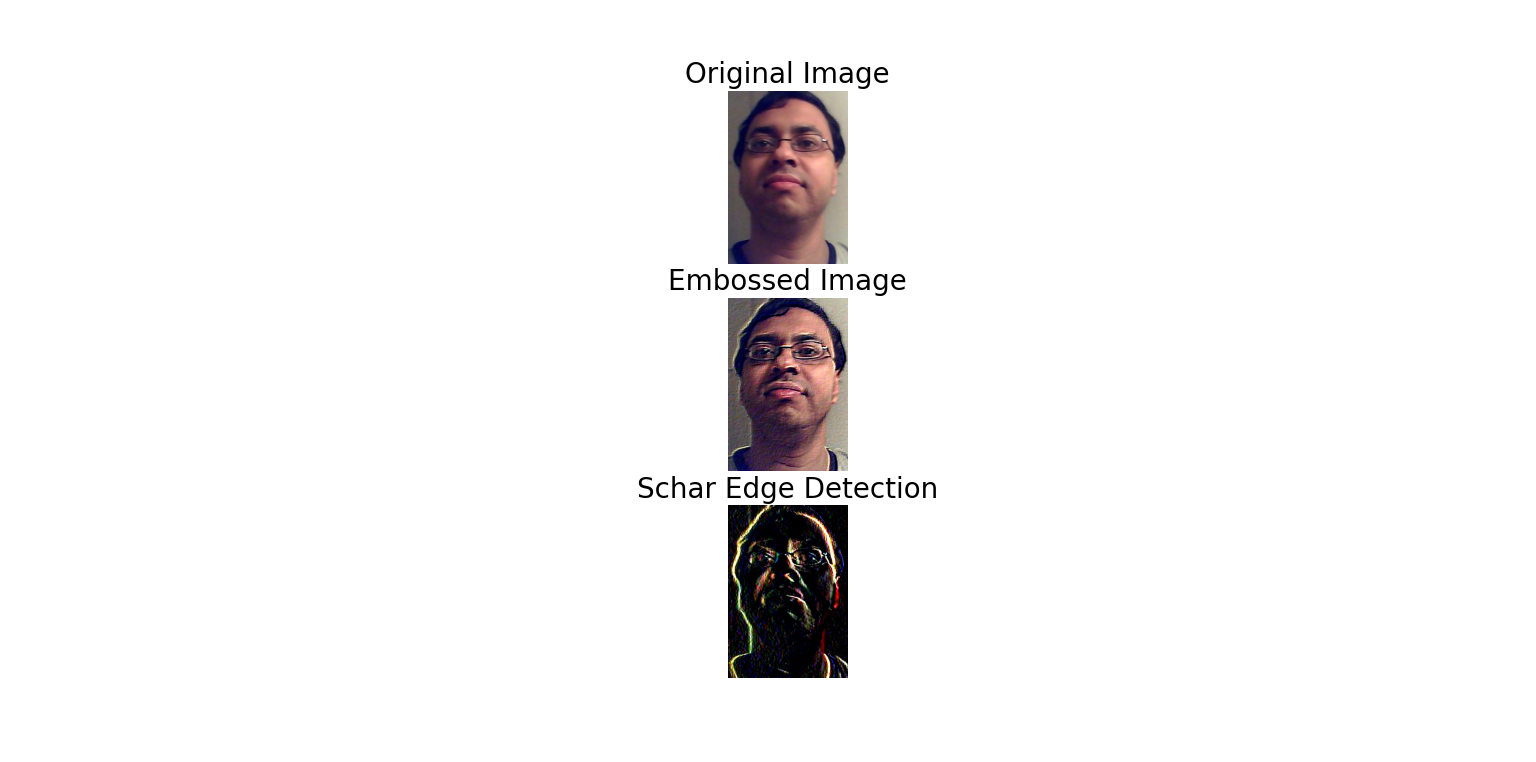 Original Image
Embossed Image
Schar Edge Detection